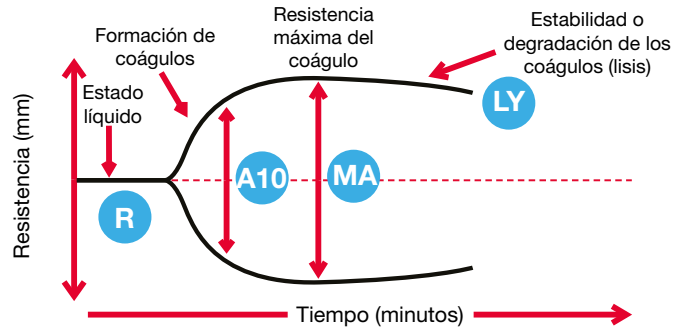 Resistencia
máxima del
coágulo
Estabilidad o
degradación de los
coágulos (lisis)
Formación de
coágulos
Estado
líquido
LY
A10
MA
R
Resistencia (mm)
Tiempo (minutos)